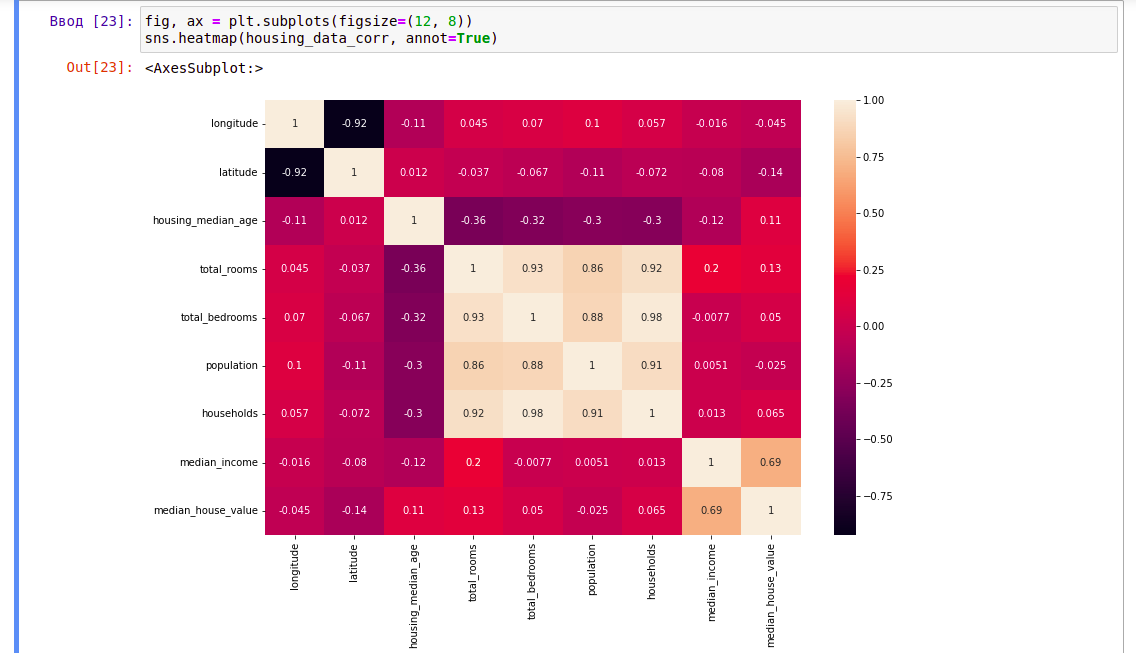 Ввод [23]: fig, ax = plt.subplots(figsize=(12, 8))
sns.heatmap(housing_data_corr, annot=True)
Out[23]: <AxesSubplot:>
longitude 1 -0.92 -0.11 0.045 0.07 0.1 0.057 -0.016 -0.045
latitude -0.92 1 0.012 -0.037 -0.067 -0.11 -0.072 -0.08 -0.14
housing_median_age -0.11 0.012 1 -0.36 -0.32 -0.3 -0.3 -0.12 0.11
total_rooms 0.045 -0.037 -0.36 1 0.93 0.86 0.92 0.2 0.13
total_bedrooms 0.07 -0.067 -0.32 0.93 1 0.88 0.98 -0.0077 0.05
population 0.1 -0.11 -0.3 0.86 0.88 1 0.91 0.0051 -0.025
households 0.057 -0.072 -0.3 0.92 0.98 0.91 1 0.013 0.065
median_income -0.016 -0.08 -0.12 0.2 -0.0077 0.0051 0.013 1 0.69
median_house_value -0.045 -0.14 0.11 0.13 0.05 -0.025 0.065 0.69 1
longitude
latitude
housing_median_age
total_rooms
total_bedrooms
population
households
median_income
median_house_value
1.00
0.75
0.50
0.25
0.00
−0.25
−0.50
−0.75